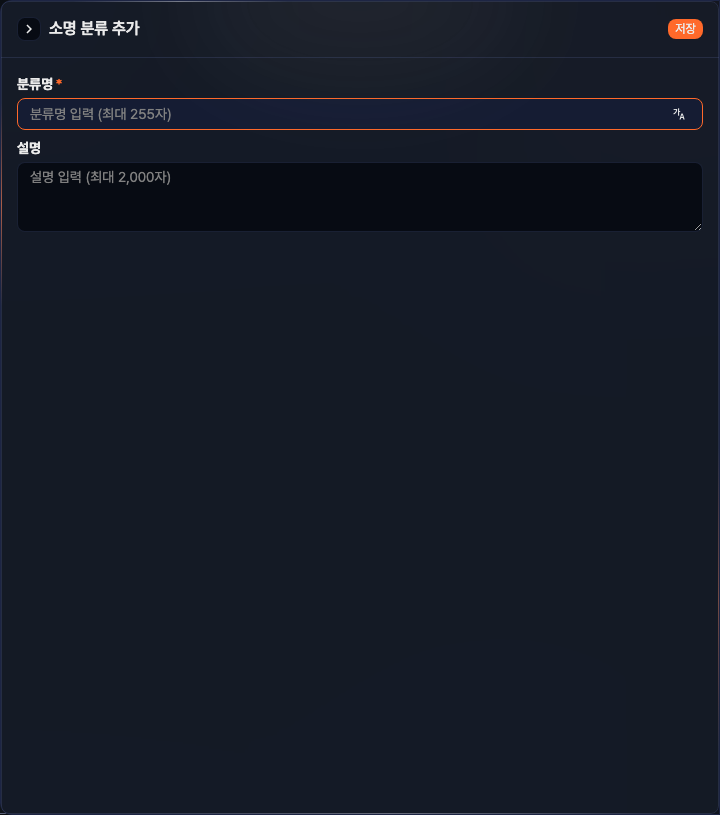 소명 분류 추가
저장
분류명 *
분류명 입력 (최대 255자)
가A
설명
설명 입력 (최대 2,000자)